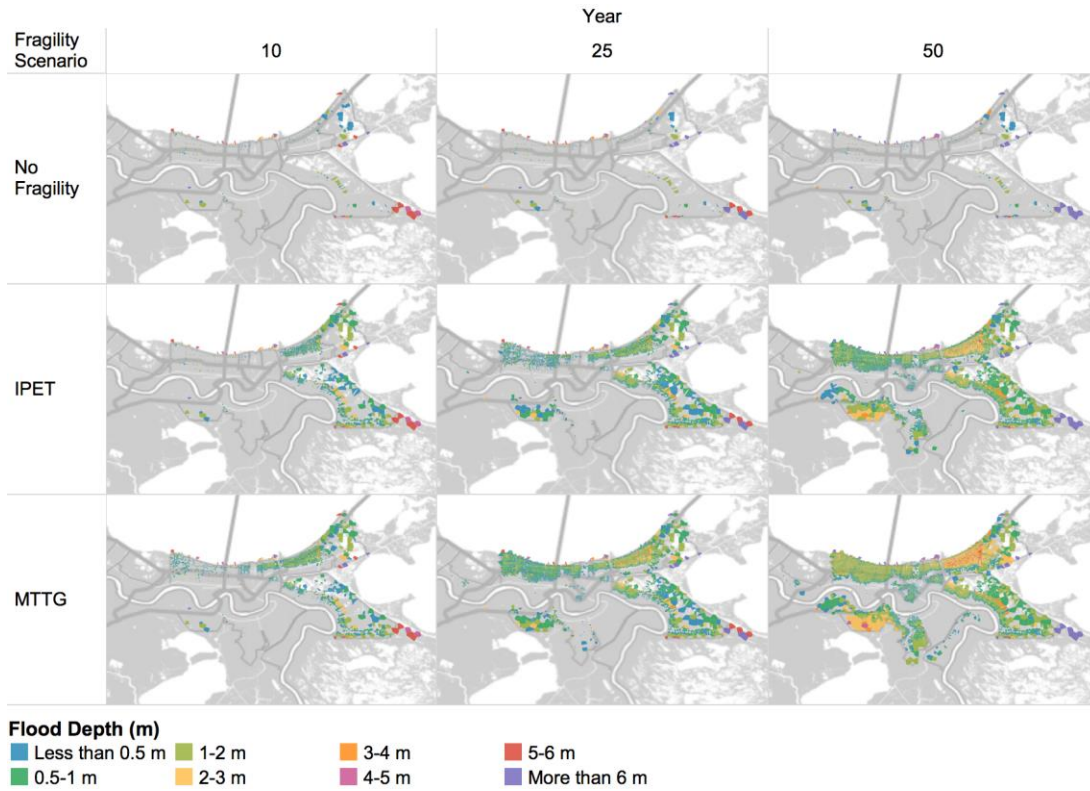 Year
Fragility
Scenario
10
25
50
No
Fragility
IPET
MTTG
Flood Depth (m)
Less than 0.5 m
1-2 m
3-4 m
5-6 m
0.5-1 m
2-3 m
4-5 m
More than 6 m